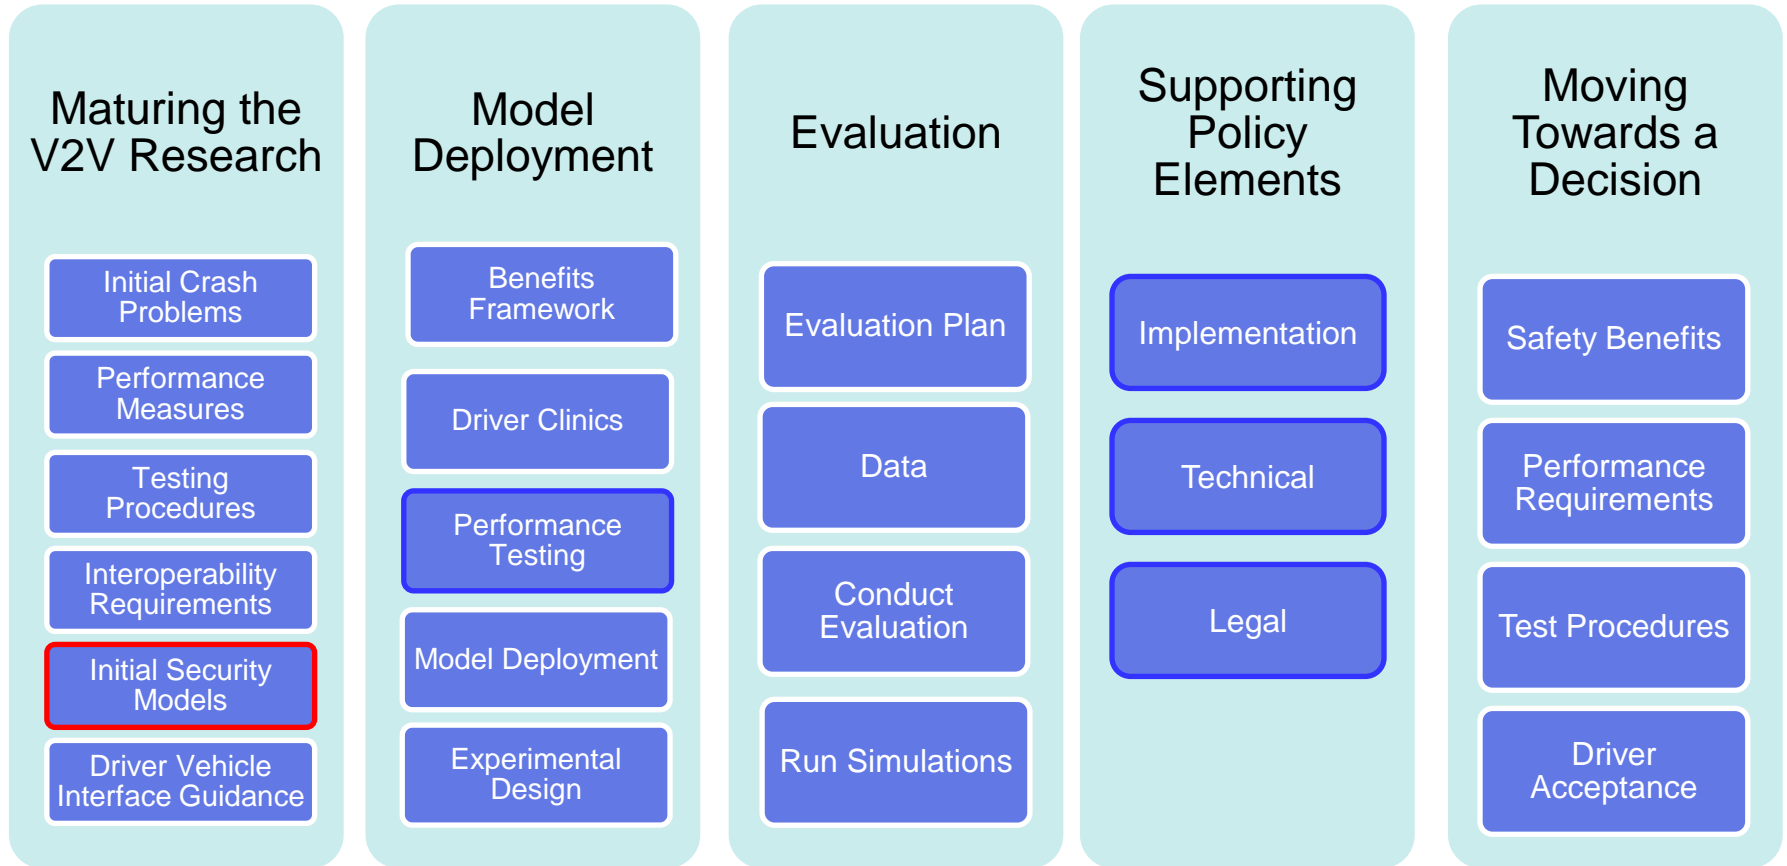 Maturing the
V2V Research
Initial Crash
Problems
Performance
Measures
Testing
Procedures
Interoperability
Requirements
Initial Security
Models
Driver Vehicle
Interface Guidance
Model
Deployment
Benefits
Framework
Driver Clinics
Performance
Testing
Model Deployment
Experimental
Design
Evaluation
Evaluation Plan
Data
Conduct
Evaluation
Run Simulations
Supporting
Policy
Elements
Implementation
Technical
Legal
Moving
Towards a
Decision
Safety Benefits
Performance
Requirements
Test Procedures
Driver
Acceptance